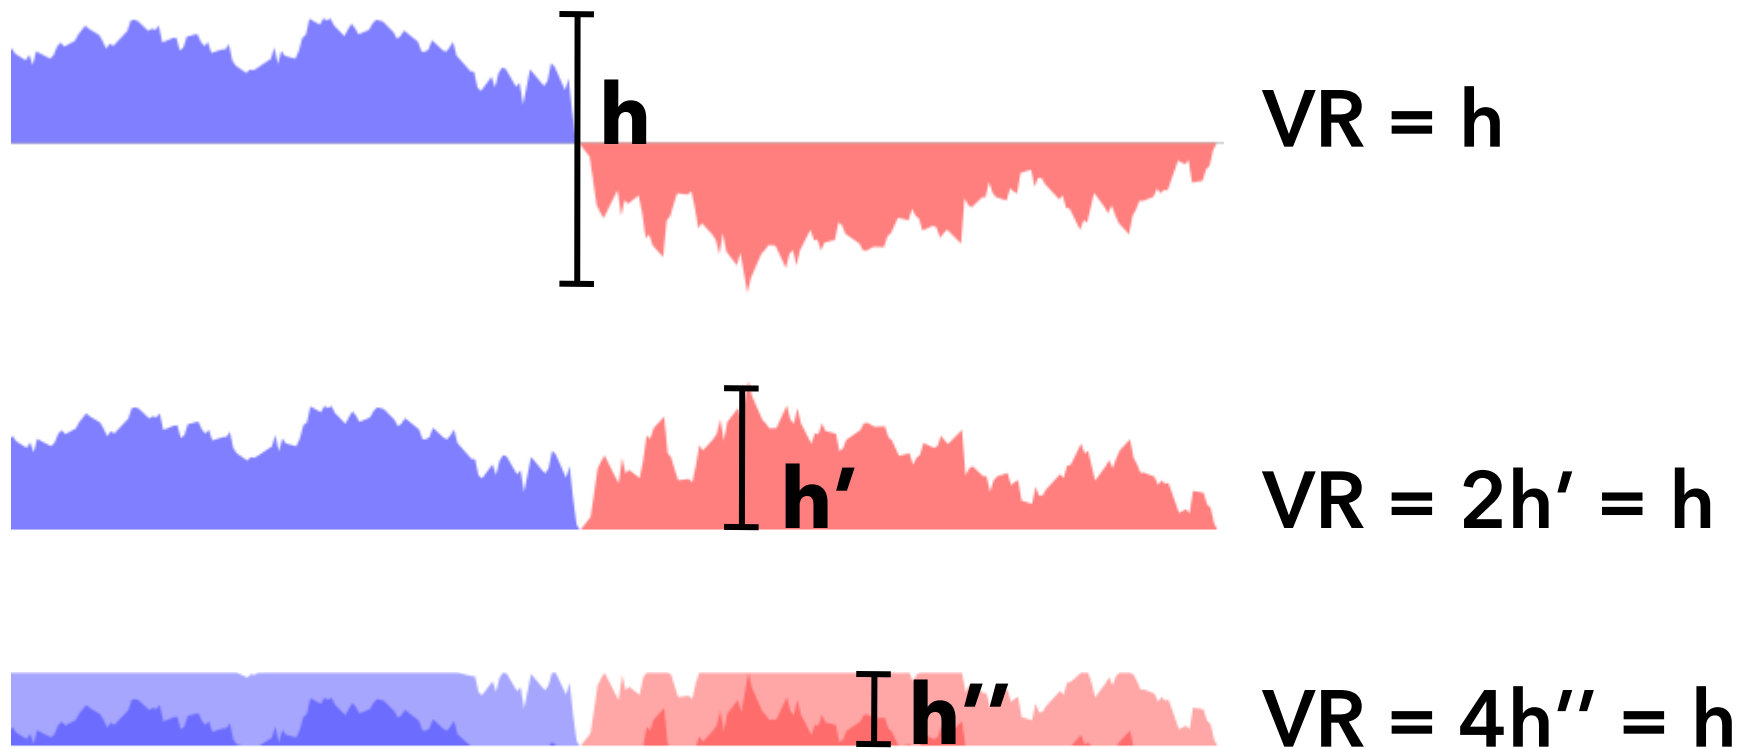 h
VR = h
h′
VR = 2h′ = h
h′′
VR = 4h′′ = h